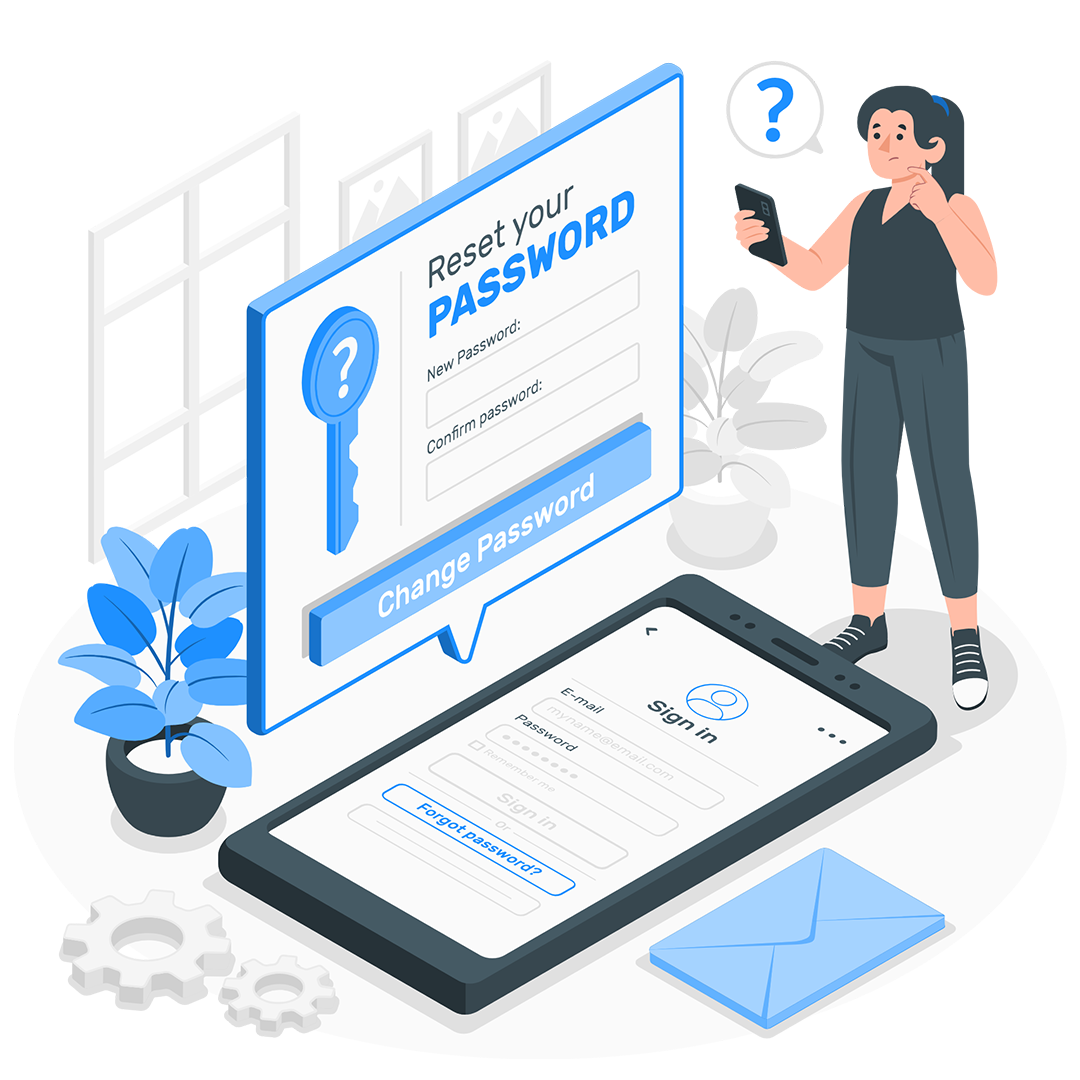 ?
Reset your
PASSWORD
?
New Password:
Confirm password:
Change Password
Sign in
E-mail
myname@email.com
Password
Remember me
Sign in
Or
Forgot password?